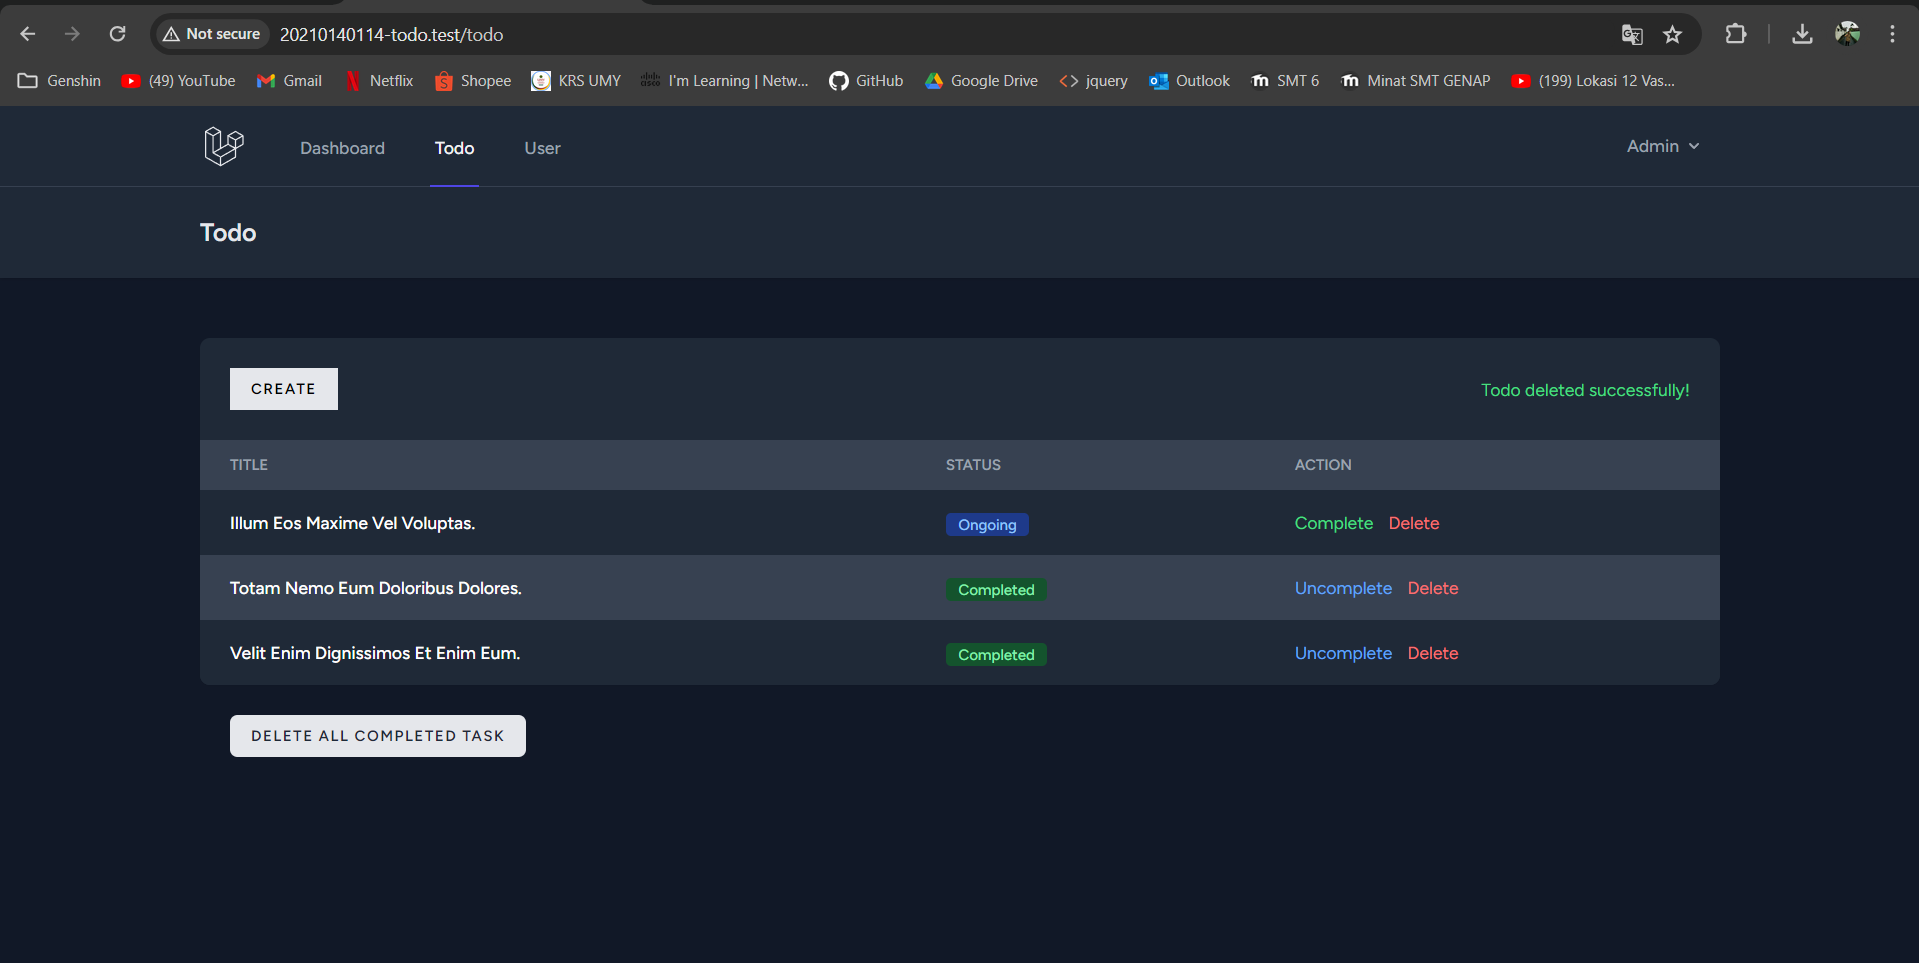 Not secure 20210140114-todo.test/todo
Genshin (49) YouTube Gmail Netflix Shopee KRS UMY I'm Learning | Netw... GitHub Google Drive jquery Outlook SMT 6 Minat SMT GENAP (199) Lokasi 12 Vas...
Dashboard Todo User Admin
Todo
CREATE Todo deleted successfully!
TITLE STATUS ACTION
Illum Eos Maxime Vel Voluptas. Ongoing Complete Delete
Totam Nemo Eum Doloribus Dolores. Completed Uncomplete Delete
Velit Enim Dignissimos Et Enim Eum. Completed Uncomplete Delete
DELETE ALL COMPLETED TASK